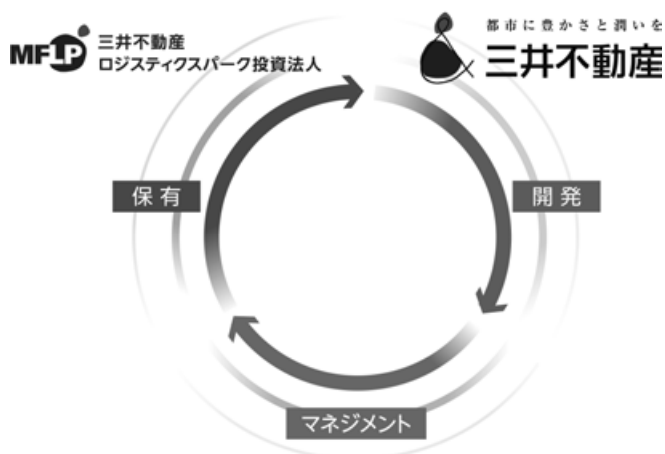 MFLP 三井不動産
ロジスティクスパーク投資法人
都市に豊かさと潤いを
三井不動産
保有
開発
マネジメント